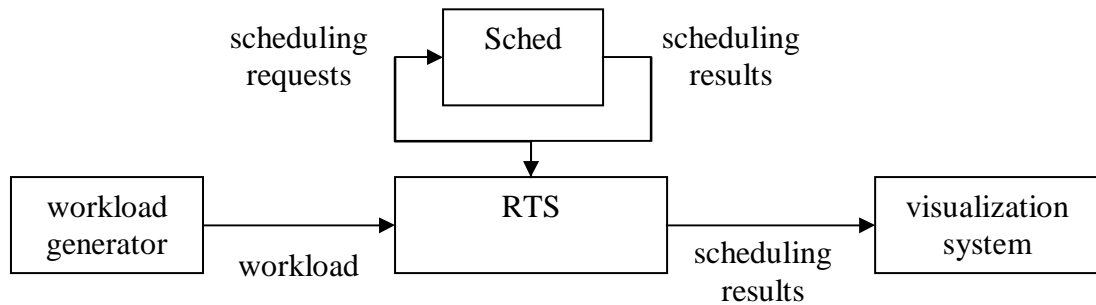 scheduling
requests
Sched
scheduling
results
workload
generator
workload
RTS
scheduling
results
visualization
system